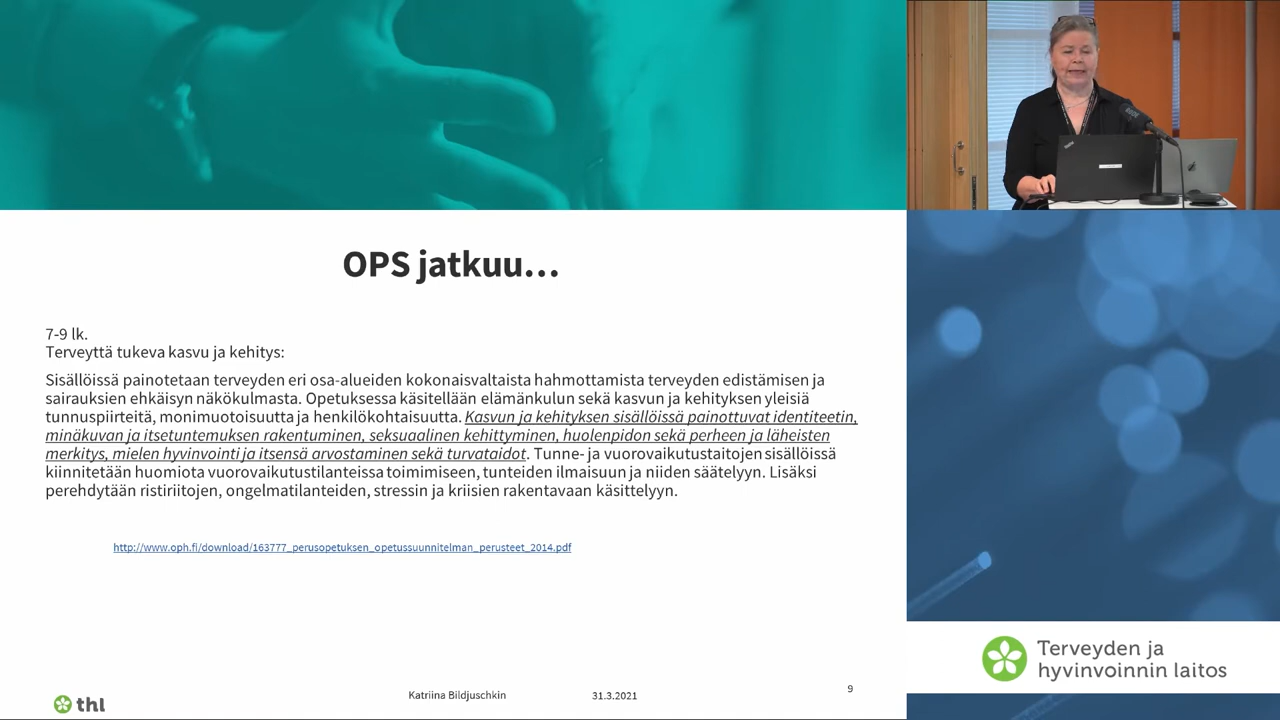 OPS jatkuu...
7-9 lk.
Terveyttä tukeva kasvu ja kehitys:
Sisällöissä painotetaan terveyden eri osa-alueiden kokonaisvaltaista hahmottamista terveyden edistämisen ja
sairauksien ehkäisyn näkökulmasta. Opetuksessa käsitellään elämänkulun sekä kasvun ja kehityksen yleisiä
tunnuspiirteitä, monimuotoisuutta ja henkilökohtaisuutta. Kasvun ja kehityksen sisällöissä painottuvat identiteetin,
minäkuvan ja itsetuntemuksen rakentuminen, seksuaalinen kehittyminen, huolenpidon sekä perheen ja läheisten
merkitys, mielen hyvinvointi ja itsensä arvostaminen sekä turvataidot. Tunne- ja vuorovaikutustaitojen sisällöissä
kiinnitetään huomiota vuorovaikutustilanteissa toimimiseen, tunteiden ilmaisuun ja niiden säätelyyn. Lisäksi
perehdytään ristiriitojen, ongelmatilanteiden, stressin ja kriisien rakentavaan käsittelyyn.
http://www.oph.fi/download/163777_perusopetuksen_opetussuunnitelman_perusteet_2014.pdf
Terveyden ja
hyvinvoinnin laitos
thl
Katriina Bildjuschkin
31.3.2021
9